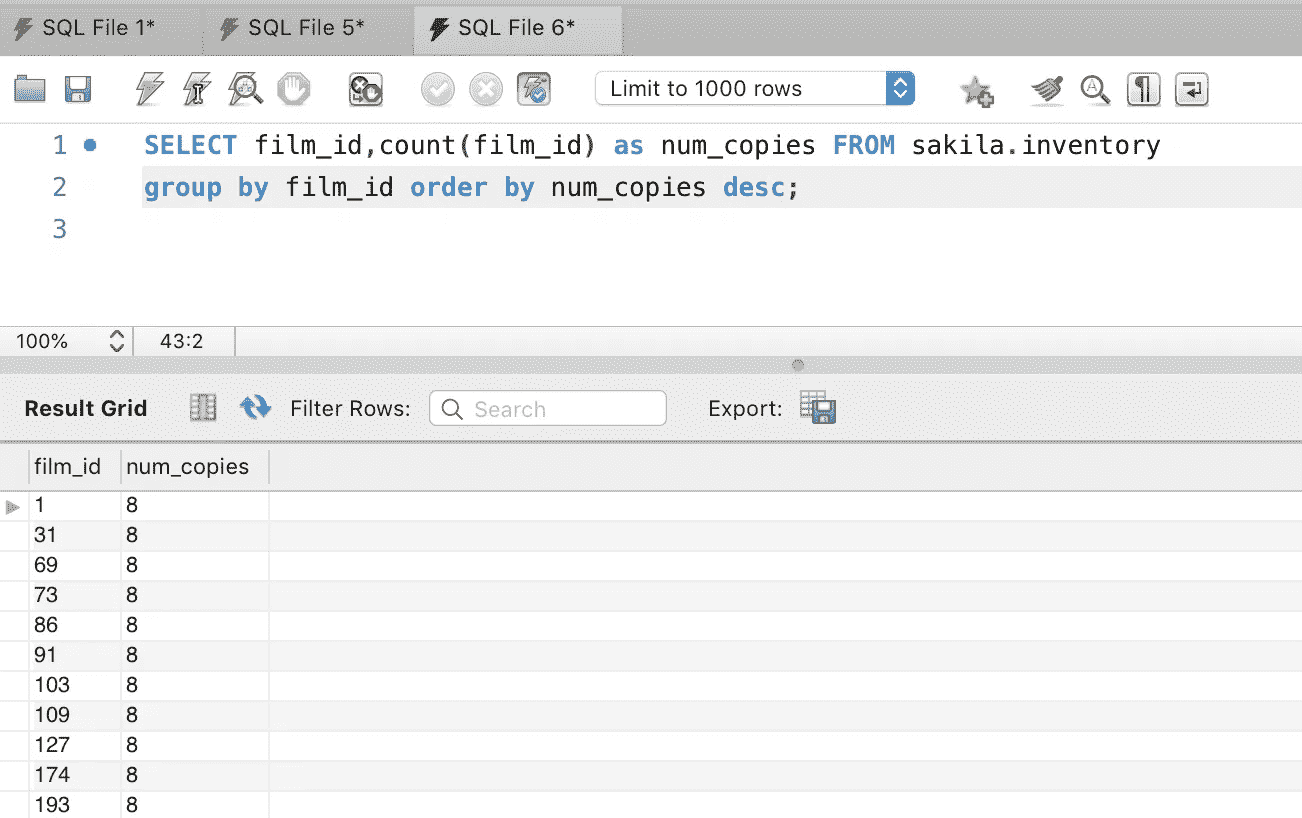 SQL File 1* SQL File 5* SQL File 6*
Limit to 1000 rows
1 SELECT film_id,count(film_id) as num_copies FROM sakila.inventory
2 group by film_id order by num_copies desc;
3
100% 43:2
Result Grid Filter Rows: Search Export:
film_id num_copies
1 8
31 8
69 8
73 8
86 8
91 8
103 8
109 8
127 8
174 8
193 8